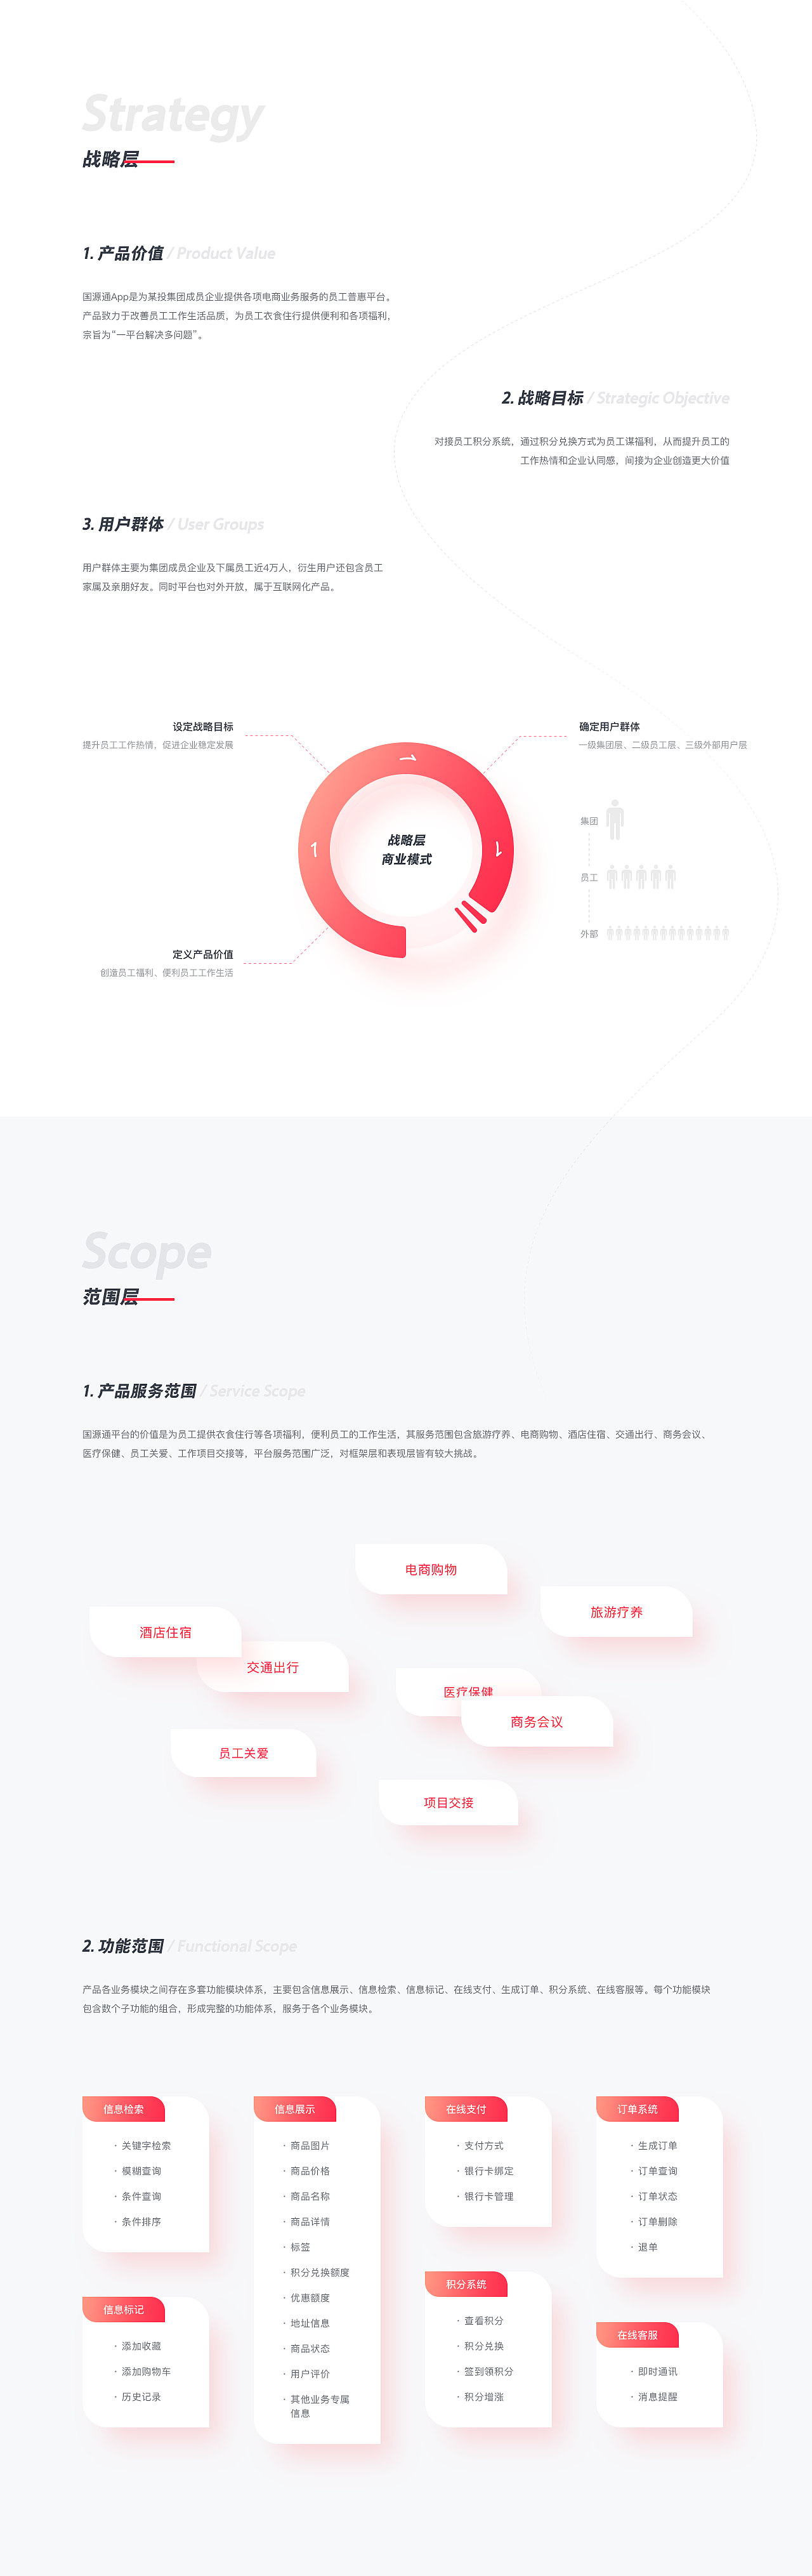 Strategy
战略层
1. 产品价值 / Product Value
国源通App是为某投集团成员企业提供各项电商业务服务的员工普惠平台。
产品致力于改善员工工作生活品质，为员工衣食住行提供便利和各项福利，
宗旨为“一平台解决多问题”。
2. 战略目标 / Strategic Objective
对接员工积分系统，通过积分兑换方式为员工谋福利，从而提升员工的
工作热情和企业认同感，间接为企业创造更大价值
3. 用户群体 / User Groups
用户群体主要为集团成员企业及下属员工近4万人，衍生用户还包含员工
家属及亲朋好友。同时平台也对外开放，属于互联网化产品。
设定战略目标
提升员工工作热情，促进企业稳定发展
确定用户群体
一级集团层、二级员工层、三级外部用户层
战略层
商业模式
集团
员工
外部
定义产品价值
创造员工福利、便利员工工作生活
Scope
范围层
1. 产品服务范围 / Service Scope
国源通平台的价值是为员工提供衣食住行等各项福利，便利员工的工作生活，其服务范围包含旅游疗养、电商购物、酒店住宿、交通出行、商务会议、
医疗保健、员工关爱、工作项目交接等，平台服务范围广泛，对框架层和表现层皆有较大挑战。
电商购物
旅游疗养
酒店住宿
交通出行
医疗保健
商务会议
员工关爱
项目交接
2. 功能范围 / Functional Scope
产品各业务模块之间存在多套功能模块体系，主要包含信息展示、信息检索、信息标记、在线支付、生成订单、积分系统、在线客服等。每个功能模块
包含数个子功能的组合，形成完整的功能体系，服务于各个业务模块。
信息检索
· 关键字检索
· 模糊查询
· 条件查询
· 条件排序
信息标记
· 添加收藏
· 添加购物车
· 历史记录
信息展示
· 商品图片
· 商品价格
· 商品名称
· 商品详情
· 标签
· 积分兑换额度
· 优惠额度
· 地址信息
· 商品状态
· 用户评价
· 其他业务专属
信息
在线支付
· 支付方式
· 银行卡绑定
· 银行卡管理
积分系统
· 查看积分
· 积分兑换
· 签到领积分
· 积分增涨
订单系统
· 生成订单
· 订单查询
· 订单状态
· 订单删除
· 退单
在线客服
· 即时通讯
· 消息提醒